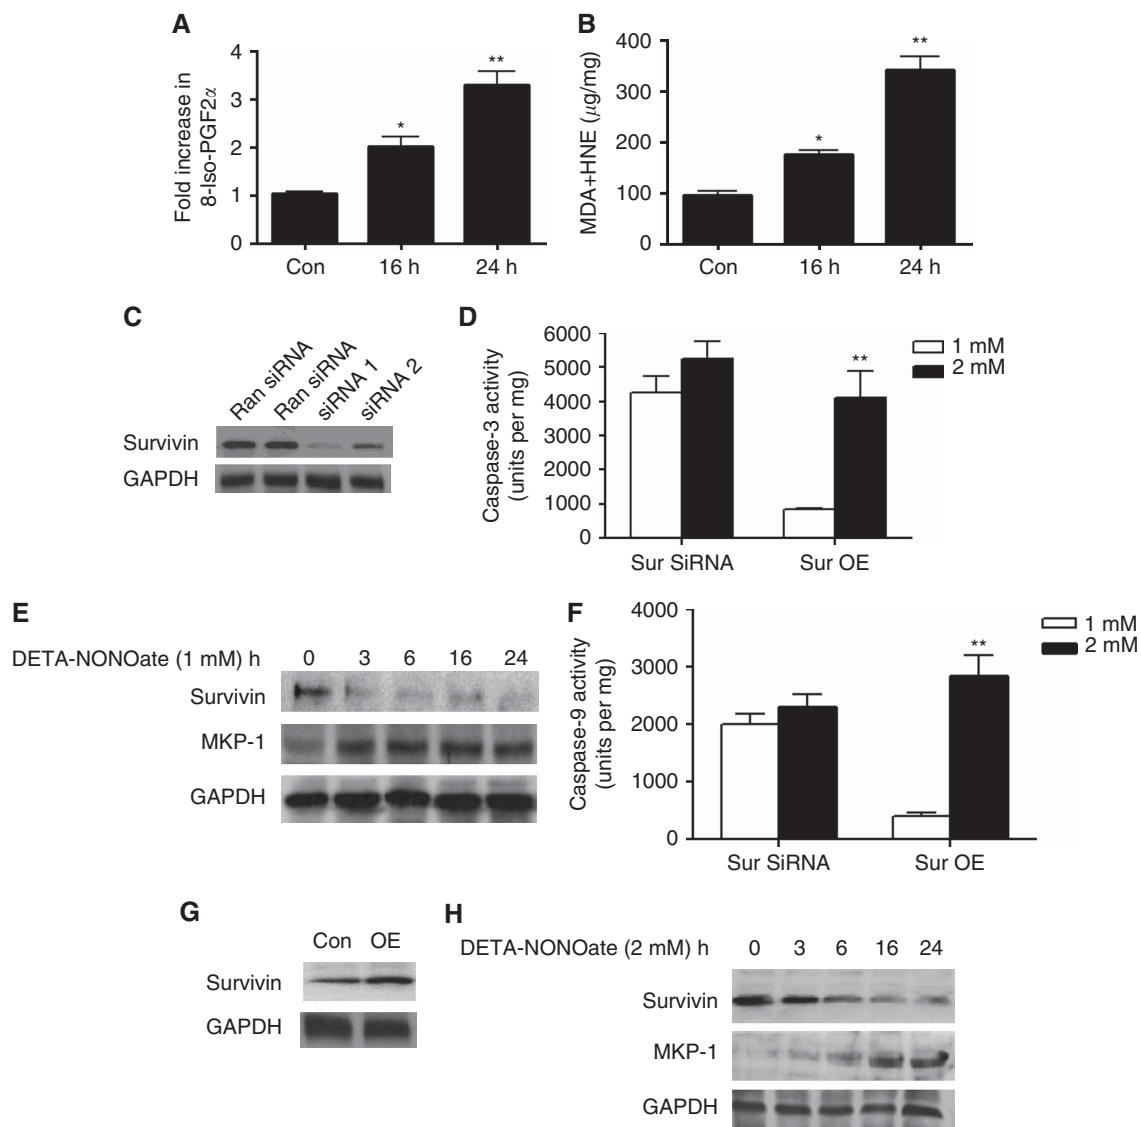 A
Fold increase in
8-Iso-PGF2α
4
3
2
1
0
*
**
Con 16 h 24 h
B
MDA+HNE (μg/mg)
400
300
200
100
0
*
**
Con 16 h 24 h
C
Ran siRNA
Ran siRNA
siRNA 1
siRNA 2
Survivin
GAPDH
D
Caspase-3 activity
(units per mg)
6000
5000
4000
3000
2000
1000
0
**
1 mM
2 mM
Sur SiRNA Sur OE
E
DETA-NONOate (1 mM) h 0 3 6 16 24
Survivin
MKP-1
GAPDH
F
Caspase-9 activity
(units per mg)
4000
3000
2000
1000
0
**
1 mM
2 mM
Sur SiRNA Sur OE
G
Con OE
Survivin
GAPDH
H
DETA-NONOate (2 mM) h 0 3 6 16 24
Survivin
MKP-1
GAPDH